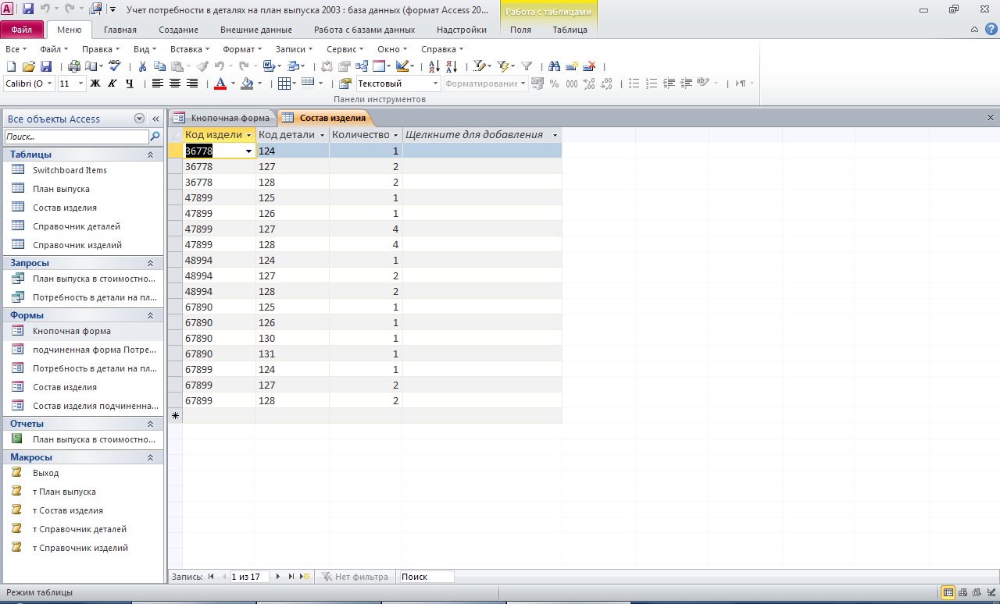 Учет потребности в деталях на план выпуска 2003 : база данных (формат Access 20...
Работа с таблицами
Файл Меню Главная Создание Внешние данные Работа с базами данных Надстройки Поля Таблица
Все Файл Правка Вид Вставка Формат Записи Сервис Окно Справка
Calibri (О 11 Ж К Ч Текстовый Форматирование % 000
Панели инструментов
Все объекты Access
Поиск...
Таблицы
Switchboard Items
План выпуска
Состав изделия
Справочник деталей
Справочник изделий
Запросы
План выпуска в стоимостно...
Потребность в детали на пл...
Формы
Кнопочная форма
подчиненная форма Потре...
Потребность в детали на пл...
Состав изделия
Состав изделия подчиненна...
Отчеты
План выпуска в стоимостно...
Макросы
Выход
т План выпуска
т Состав изделия
т Справочник деталей
т Справочник изделий
Кнопочная форма Состав изделия
Код издели Код детали Количество Щелкните для добавления
36778 124 1
36778 127 2
36778 128 2
47899 125 1
47899 126 1
47899 127 4
47899 128 4
48994 124 1
48994 127 2
48994 128 2
67890 125 1
67890 126 1
67890 130 1
67890 131 1
67899 124 1
67899 127 2
67899 128 2
Запись: 1 из 17 Нет фильтра Поиск
Режим таблицы